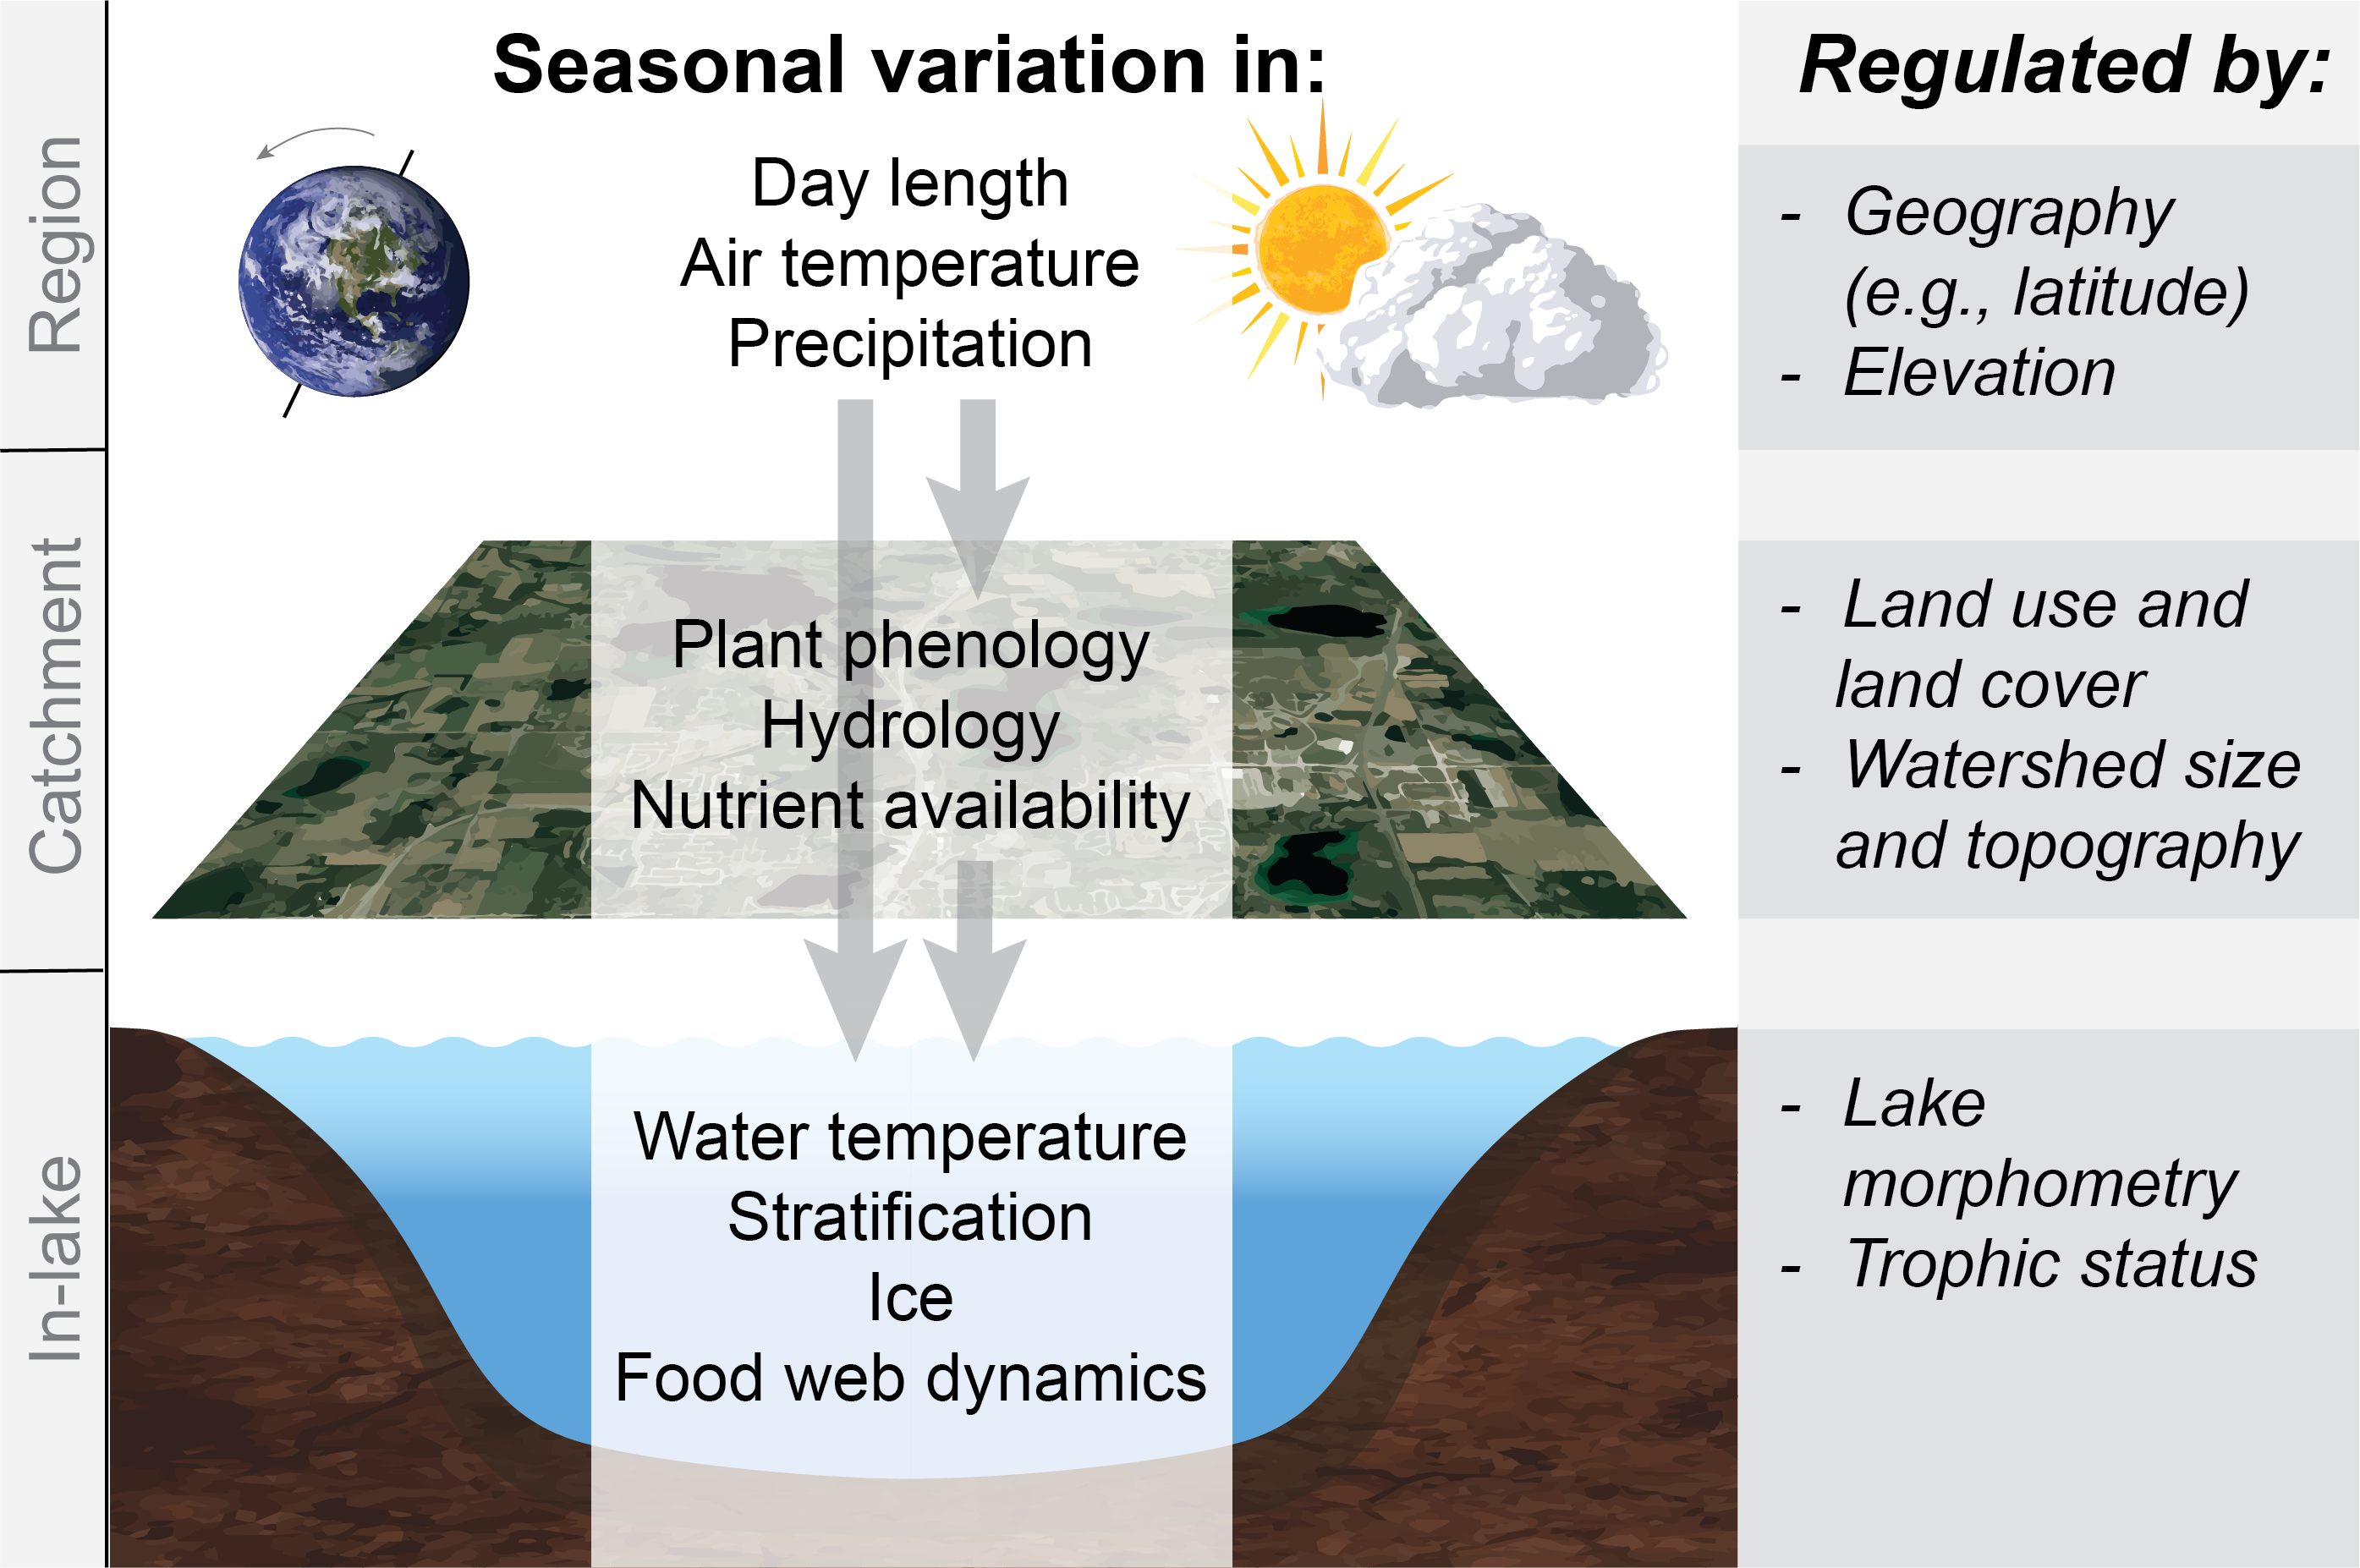 Seasonal variation in:
Regulated by:
Region
Day length
Air temperature
Precipitation
- Geography
(e.g., latitude)
- Elevation
Catchment
Plant phenology
Hydrology
Nutrient availability
- Land use and
land cover
- Watershed size
and topography
In-lake
Water temperature
Stratification
Ice
Food web dynamics
- Lake
morphometry
- Trophic status